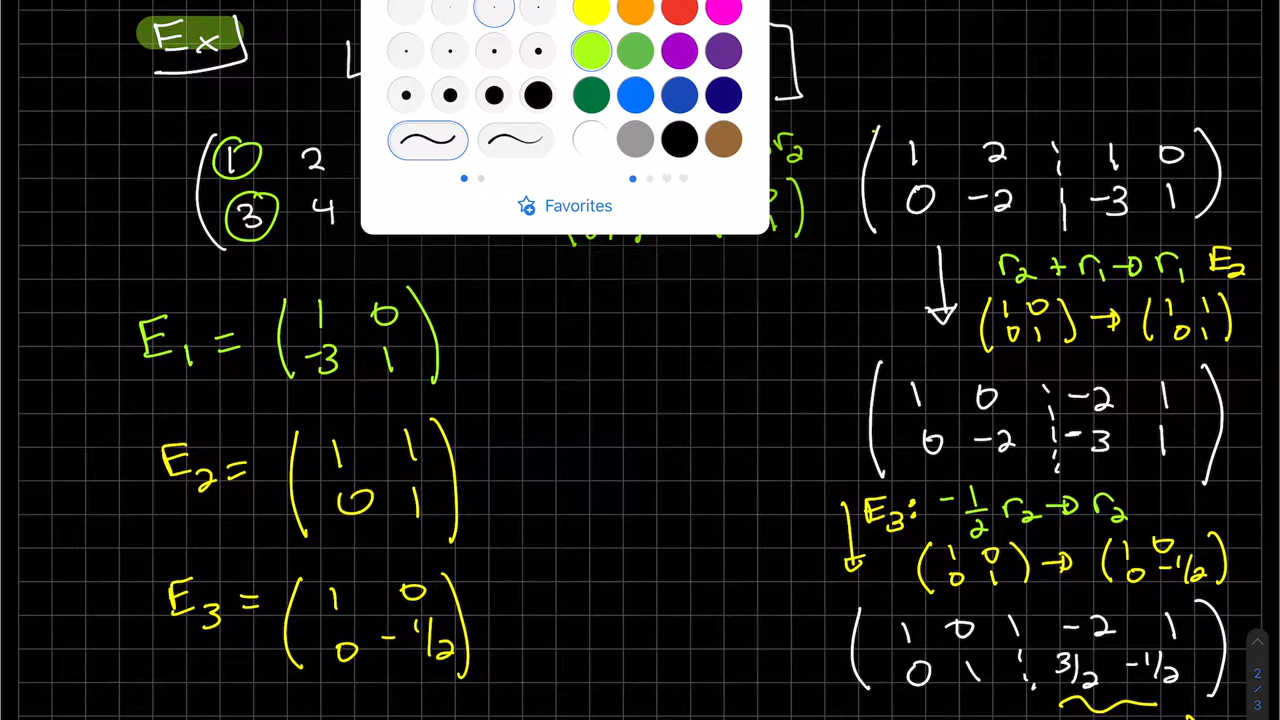 Ex
( 1 2
3 4
r₂
Favorites
E₁ = ( 1 0
-3 1 )
E₂ = ( 1 1
0 1 )
E₃ = ( 1 0
0 -1/2 )
( 1 2 ¦ 1 0
0 -2 ¦ -3 1 )
r₂ + r₁ → r₁ E₂
( 1 0 → ( 1 1
0 1 ) 0 1 )
( 1 0 ¦ -2 1
0 -2 ¦ -3 1 )
E₃: -1/2 r₂ → r₂
( 1 0 → ( 1 0
0 1 ) 0 -1/2 )
( 1 0 ¦ -2 1
0 1 ¦ 3/2 -1/2 )
2
/
3